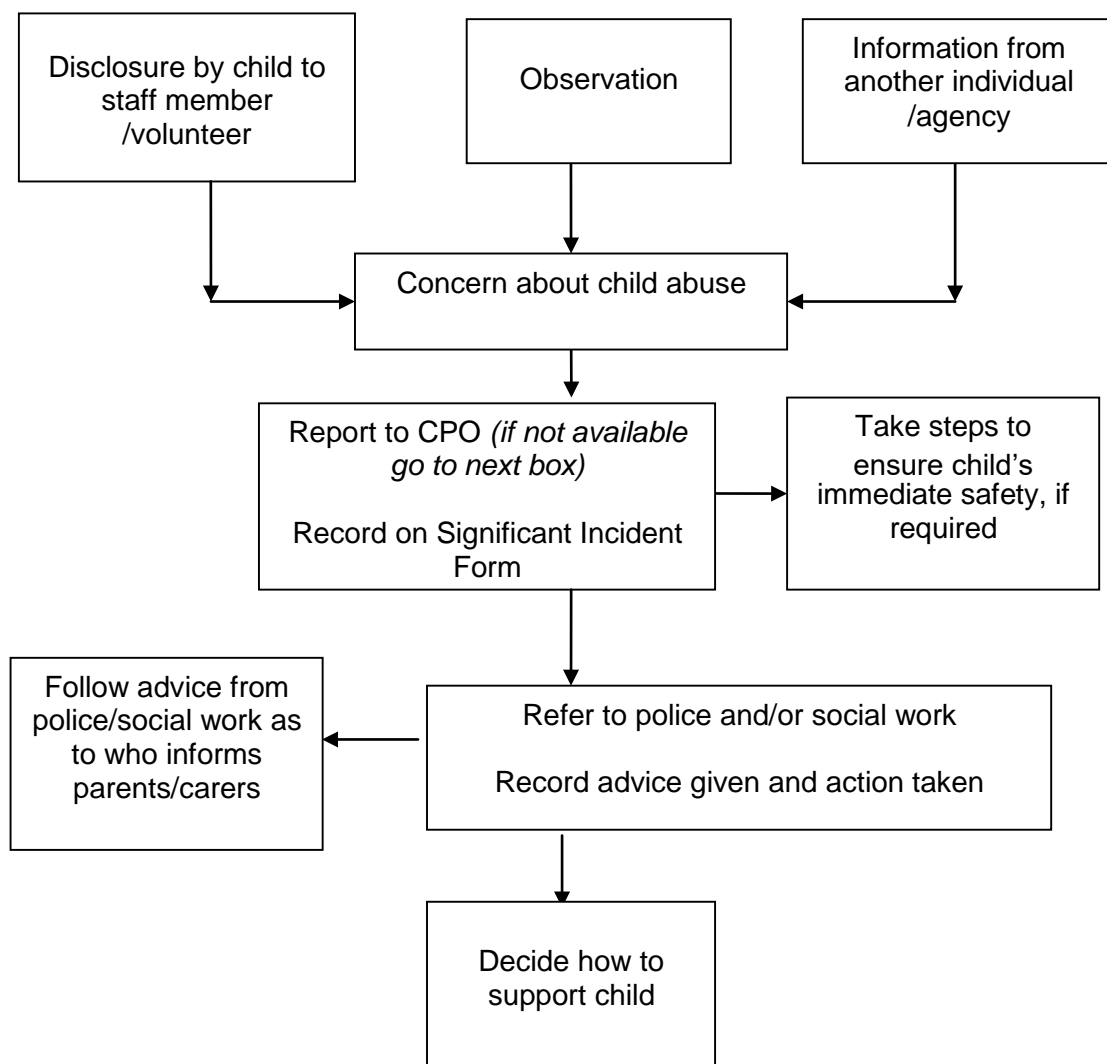 Disclosure by child to
staff member
/volunteer
Observation
Information from
another individual
/agency
Concern about child abuse
Report to CPO (if not available
go to next box)
Record on Significant Incident
Form
Take steps to
ensure child’s
immediate safety, if
required
Follow advice from
police/social work as
to who informs
parents/carers
Refer to police and/or social work
Record advice given and action taken
Decide how to
support child